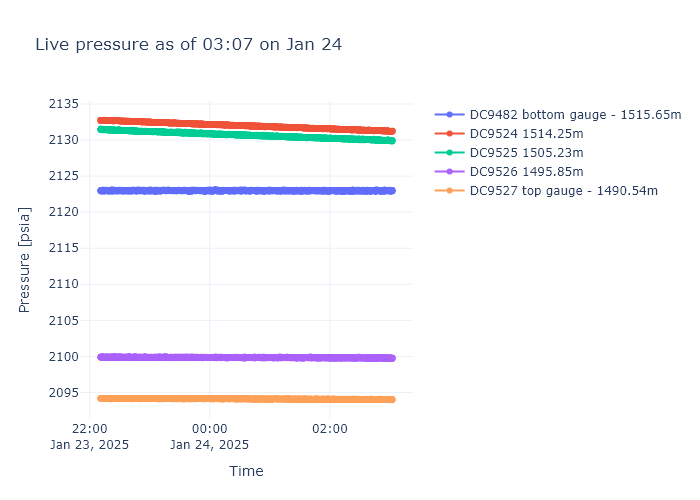 Live pressure as of 03:07 on Jan 24
DC9482 bottom gauge - 1515.65m
DC9524 1514.25m
DC9525 1505.23m
DC9526 1495.85m
DC9527 top gauge - 1490.54m
Pressure [psia]
2135
2130
2125
2120
2115
2110
2105
2100
2095
22:00
Jan 23, 2025
00:00
Jan 24, 2025
02:00
Time